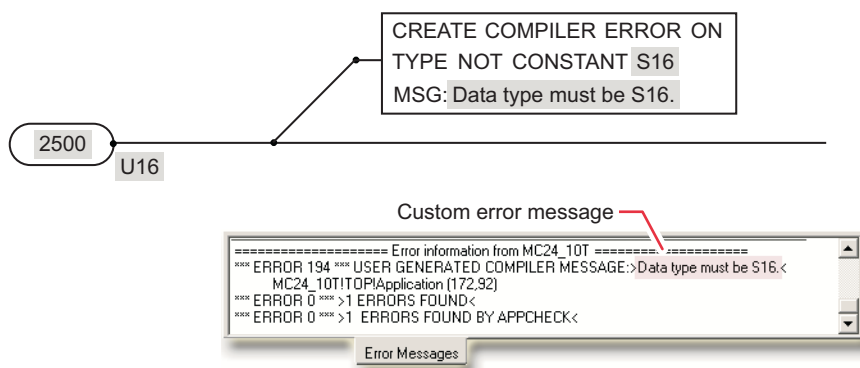 CREATE COMPILER ERROR ON
TYPE NOT CONSTANT S16
MSG: Data type must be S16.
2500
U16
Custom error message
==================== Error information from MC24_10T ====================
*** ERROR 194 *** USER GENERATED COMPILER MESSAGE:>Data type must be S16.<
MC24_10T!TOP!Application (172,92)
*** ERROR 0 *** >1 ERRORS FOUND<
*** ERROR 0 *** >1 ERRORS FOUND BY APPCHECK<
Error Messages